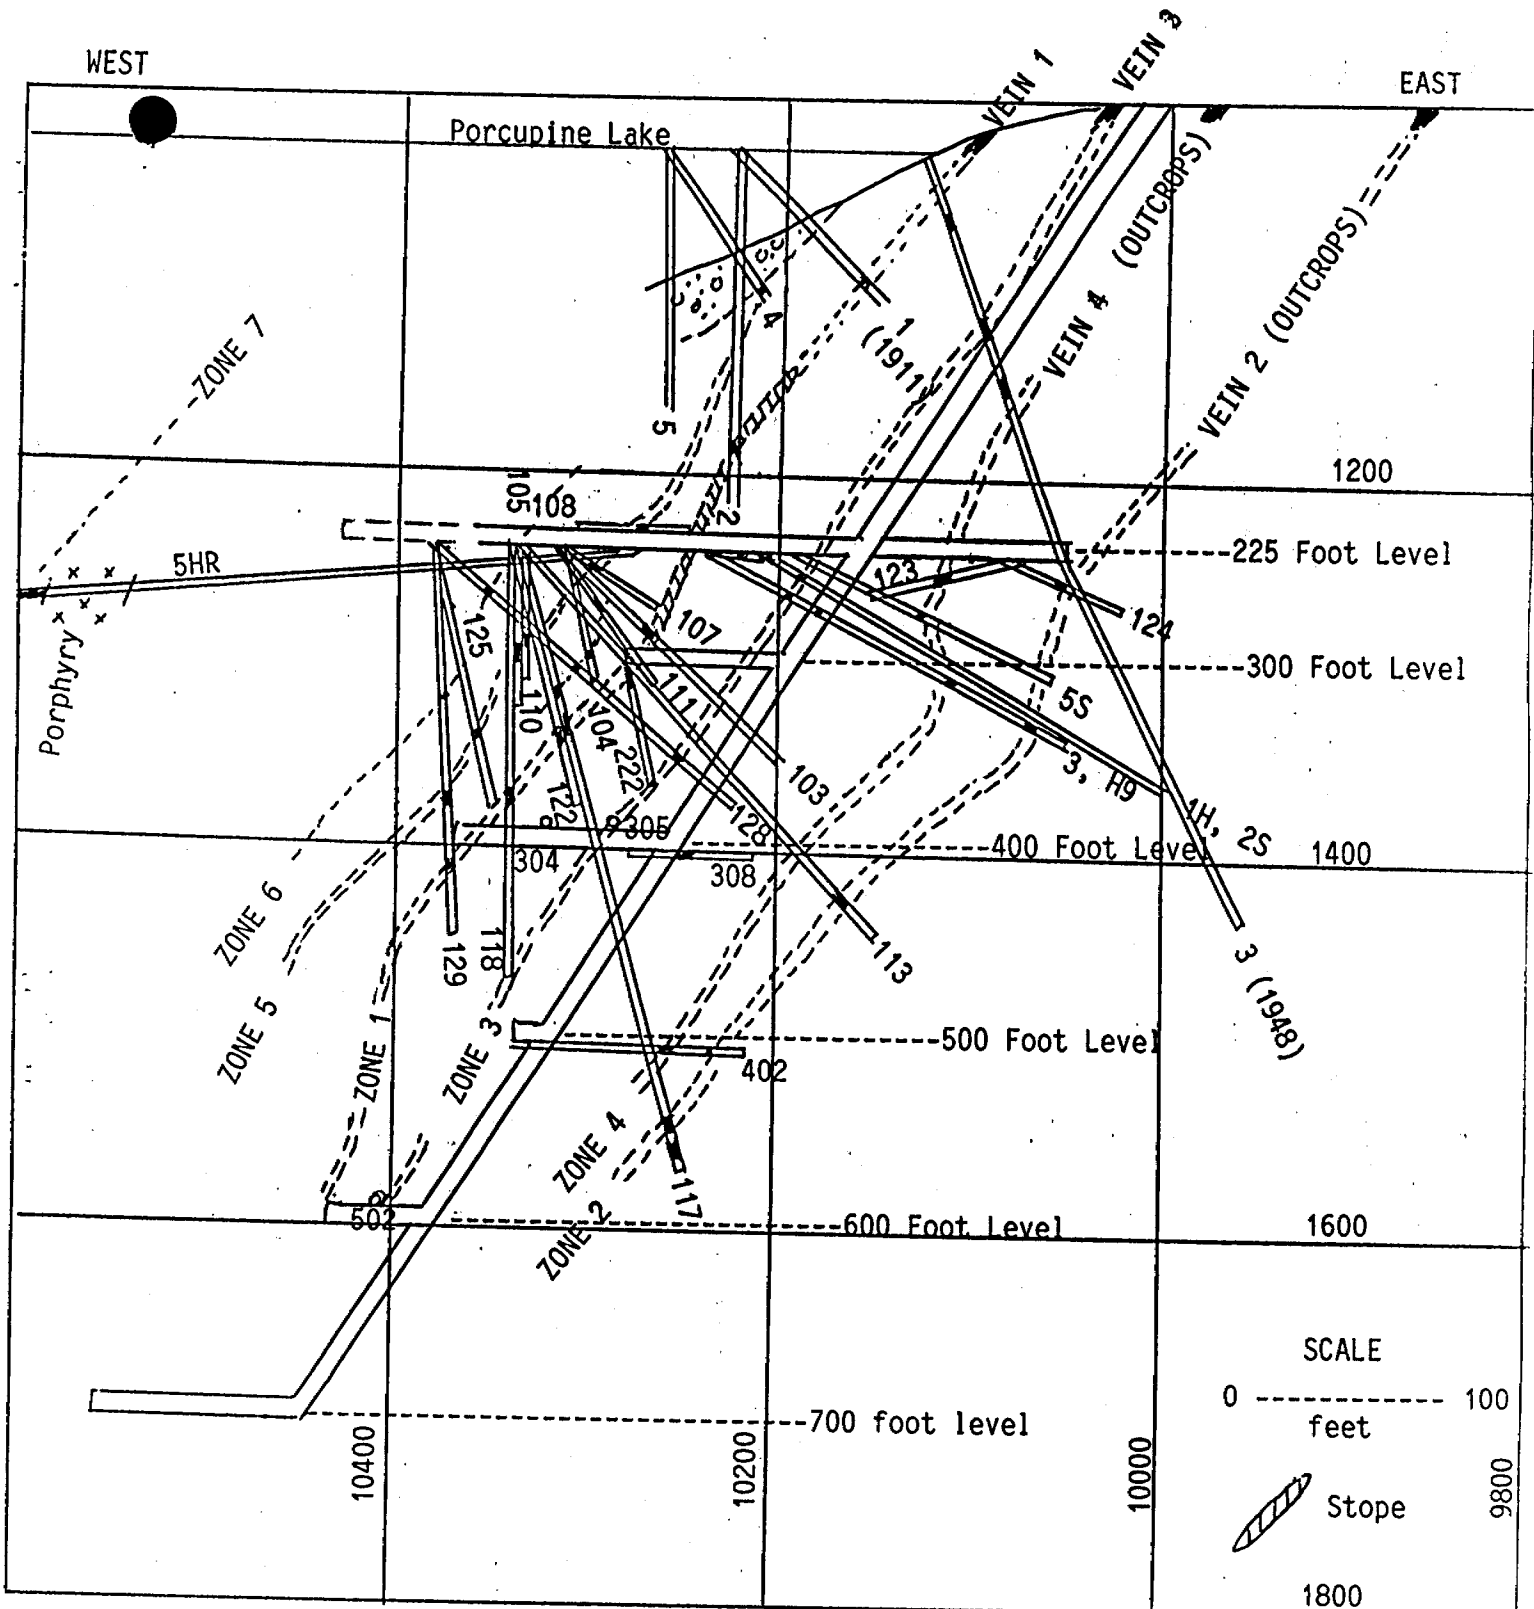 WEST
EAST
VEIN 1
VEIN 3
Porcupine Lake
VEIN 4 (OUTCROPS)
VEIN 2 (OUTCROPS)
4
1
(1911)
ZONE 7
5
2
1200
105
108
225 Foot Level
5HR
123
124
125
107
300 Foot Level
Porphyry
110
104
111
222
5S
103
3, H9
122
128
1H, 2S
305
304
308
400 Foot Level
1400
ZONE 6
129
118
113
3 (1948)
ZONE 5
ZONE 1
ZONE 3
500 Foot Level
402
ZONE 4
117
502
ZONE 2
600 Foot Level
1600
SCALE
0 100
feet
700 foot level
10400
10200
10000
9800
Stope
1800